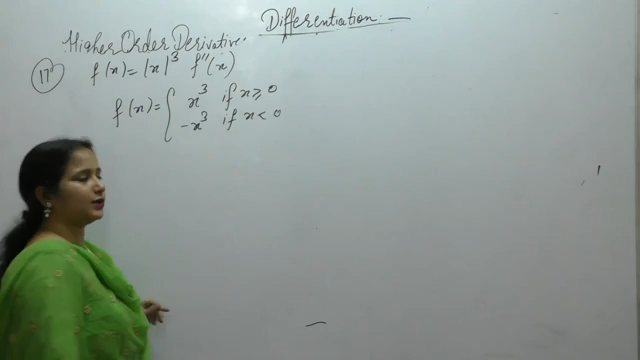 Differentiation
Higher Order Derivative.
17 f(x) = |x|³ f''(x)
f(x) = { x³ if x ≥ 0
-x³ if x < 0